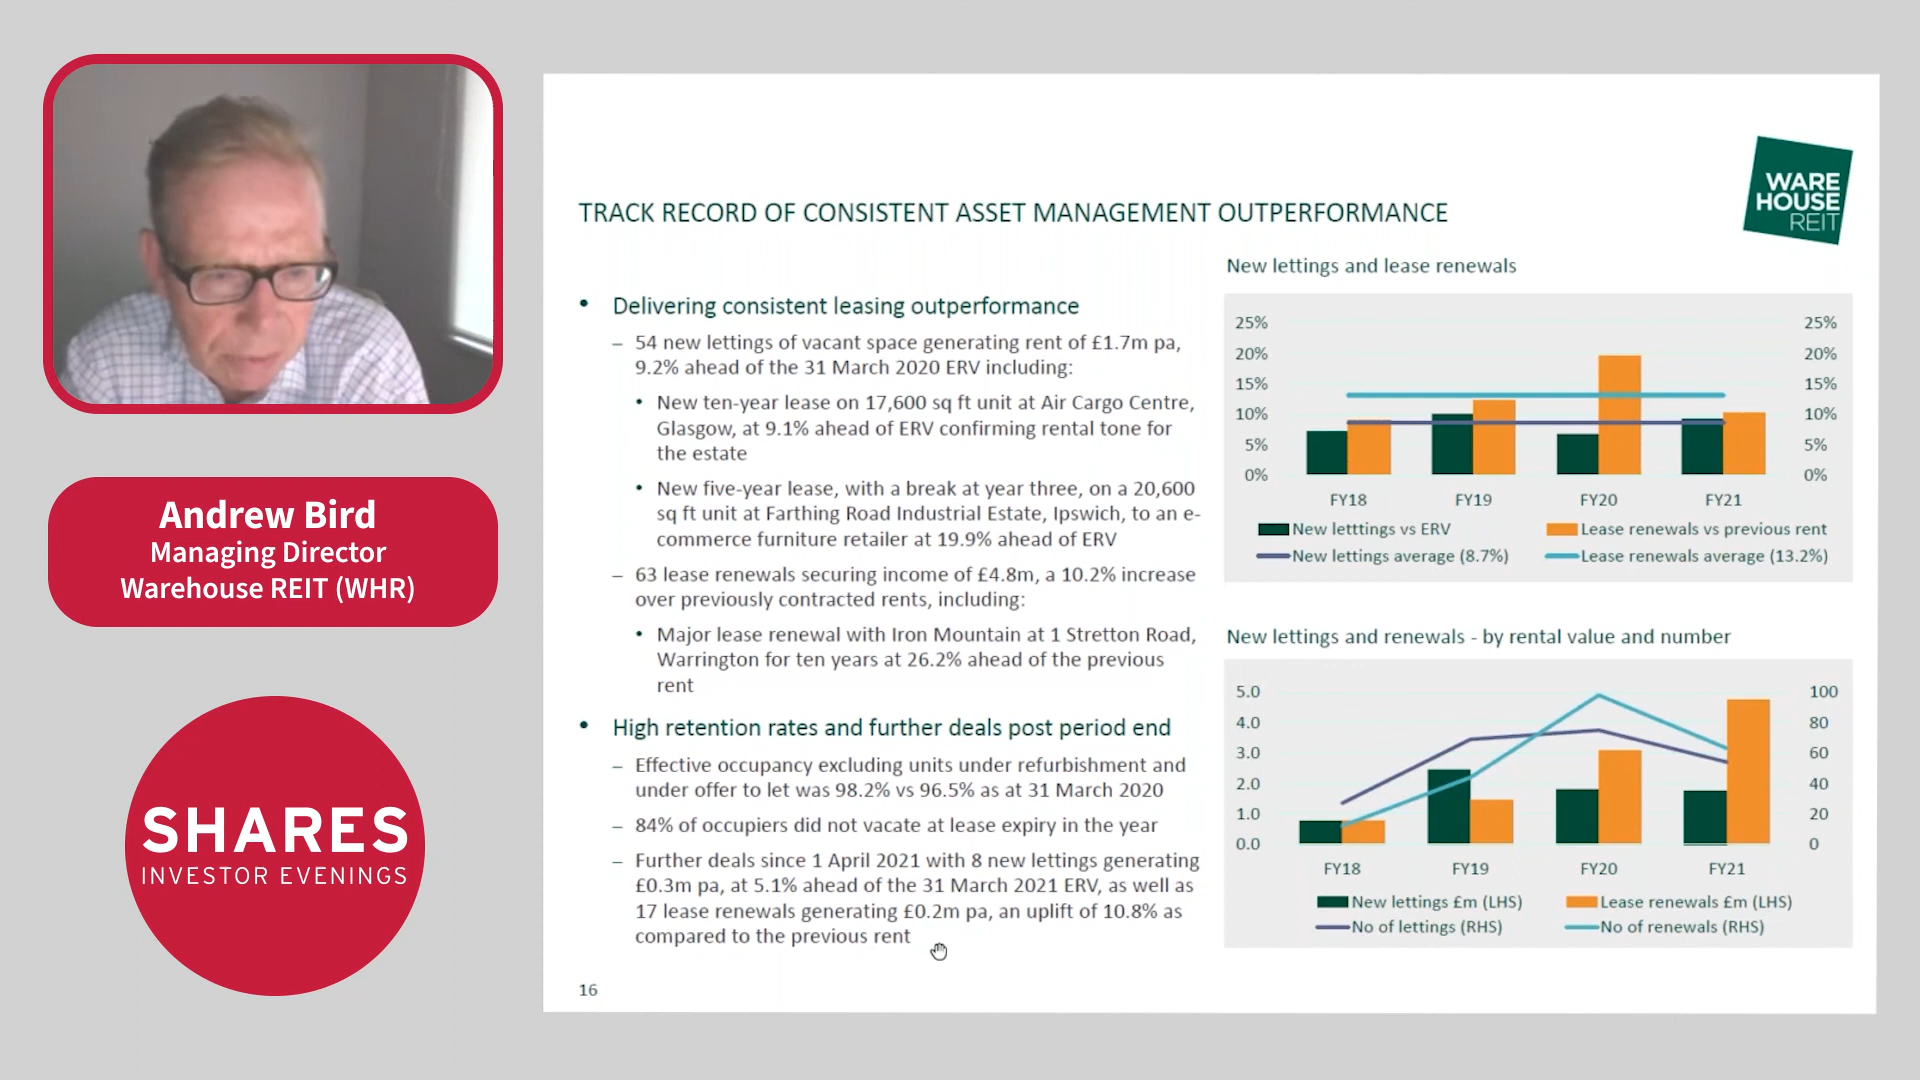 Andrew Bird
Managing Director
Warehouse REIT (WHR)
SHARES
INVESTOR EVENINGS
WARE
HOUSE
REIT
TRACK RECORD OF CONSISTENT ASSET MANAGEMENT OUTPERFORMANCE
• Delivering consistent leasing outperformance
– 54 new lettings of vacant space generating rent of £1.7m pa,
9.2% ahead of the 31 March 2020 ERV including:
• New ten-year lease on 17,600 sq ft unit at Air Cargo Centre,
Glasgow, at 9.1% ahead of ERV confirming rental tone for
the estate
• New five-year lease, with a break at year three, on a 20,600
sq ft unit at Farthing Road Industrial Estate, Ipswich, to an e-
commerce furniture retailer at 19.9% ahead of ERV
– 63 lease renewals securing income of £4.8m, a 10.2% increase
over previously contracted rents, including:
• Major lease renewal with Iron Mountain at 1 Stretton Road,
Warrington for ten years at 26.2% ahead of the previous
rent
• High retention rates and further deals post period end
– Effective occupancy excluding units under refurbishment and
under offer to let was 98.2% vs 96.5% as at 31 March 2020
– 84% of occupiers did not vacate at lease expiry in the year
– Further deals since 1 April 2021 with 8 new lettings generating
£0.3m pa, at 5.1% ahead of the 31 March 2021 ERV, as well as
17 lease renewals generating £0.2m pa, an uplift of 10.8% as
compared to the previous rent
16
New lettings and lease renewals
25% 25%
20% 20%
15% 15%
10% 10%
5% 5%
0% 0%
FY18 FY19 FY20 FY21
New letttings vs ERV Lease renewals vs previous rent
New lettings average (8.7%) Lease renewals average (13.2%)
New lettings and renewals - by rental value and number
5.0 100
4.0 80
3.0 60
2.0 40
1.0 20
0.0 0
FY18 FY19 FY20 FY21
New lettings £m (LHS) Lease renewals £m (LHS)
No of lettings (RHS) No of renewals (RHS)